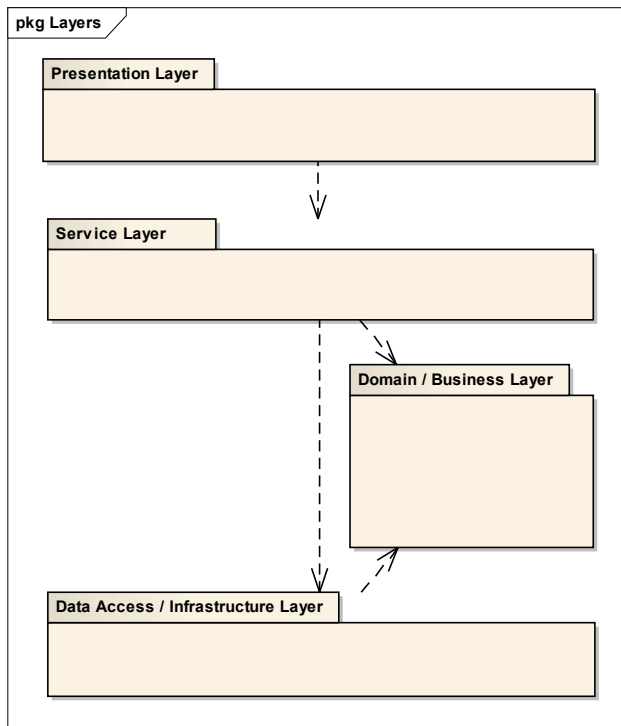 pkg Layers
Presentation Layer
Service Layer
Domain / Business Layer
Data Access / Infrastructure Layer